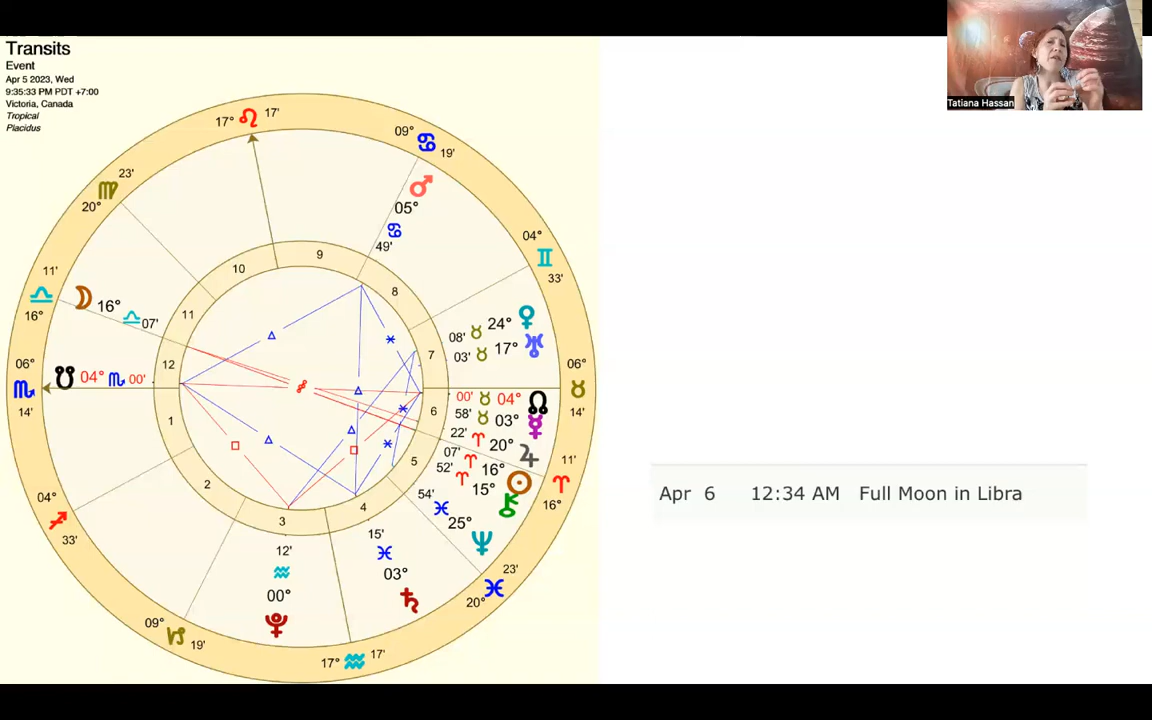 Transits
Event
Apr 5 2023, Wed
9:35:33 PM PDT +7:00
Victoria, Canada
Tropical
Placidus
Tatiana Hassan
17° ♌ 17'
09° ♋ 19'
23' ♍ 20°
♂ 05° ♋ 49'
04° ♊ 33'
11' ♎ 16°
☽ 16° ♎ 07'
08' ♉ 24° ♀
03' ♉ 17° ♅
06° ♏ 14'
☋ 04° ♏ 00'
06° ♉ 14'
00' ♉ 04° ☊
58' ♉ 03° ☿
22' ♈ 20° ♃
07' ♈ 16° ☉
52' ♈ 15° ⚷
11' ♈ 16°
54' ♓ 25° ♆
04° ♐ 33'
12' ♒ 00° ♇
15' ♓ 03° ♄
23' ♓ 20°
09° ♑ 19'
17° ♒ 17'
1
2
3
4
5
6
7
8
9
10
11
12
Apr 6 12:34 AM Full Moon in Libra